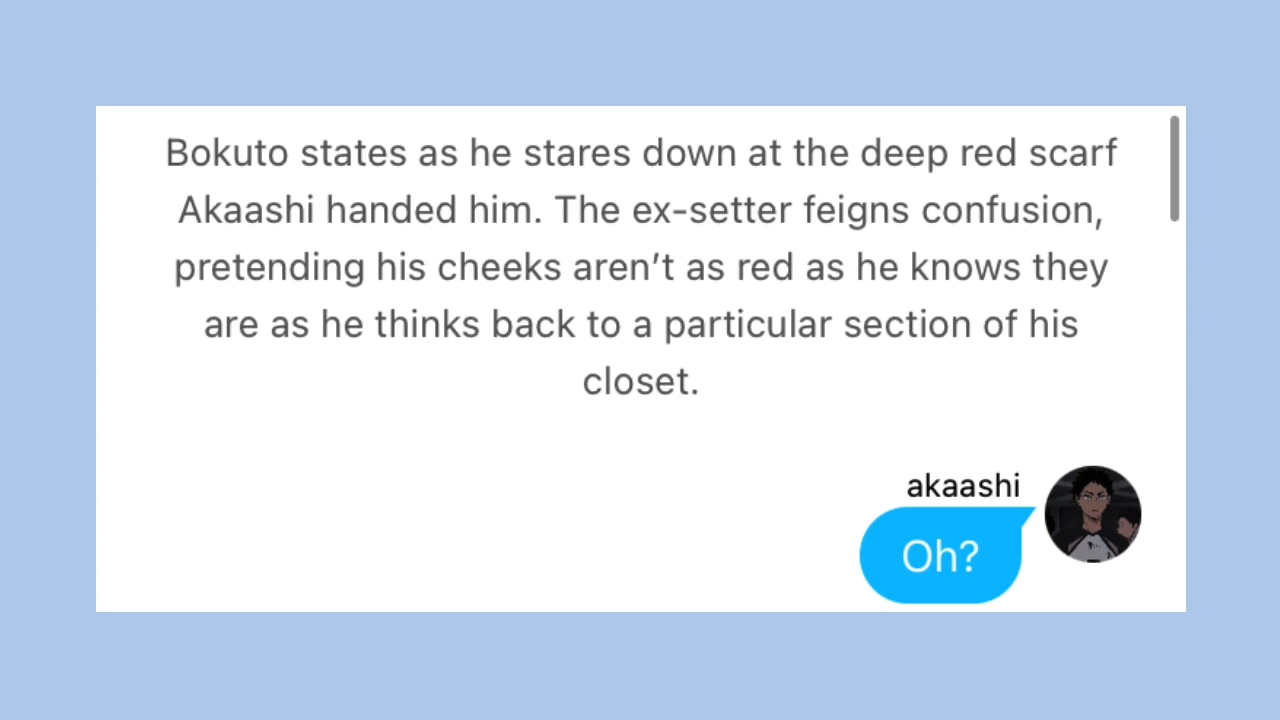 Bokuto states as he stares down at the deep red scarf
Akaashi handed him. The ex-setter feigns confusion,
pretending his cheeks aren’t as red as he knows they
are as he thinks back to a particular section of his
closet.
akaashi
Oh?